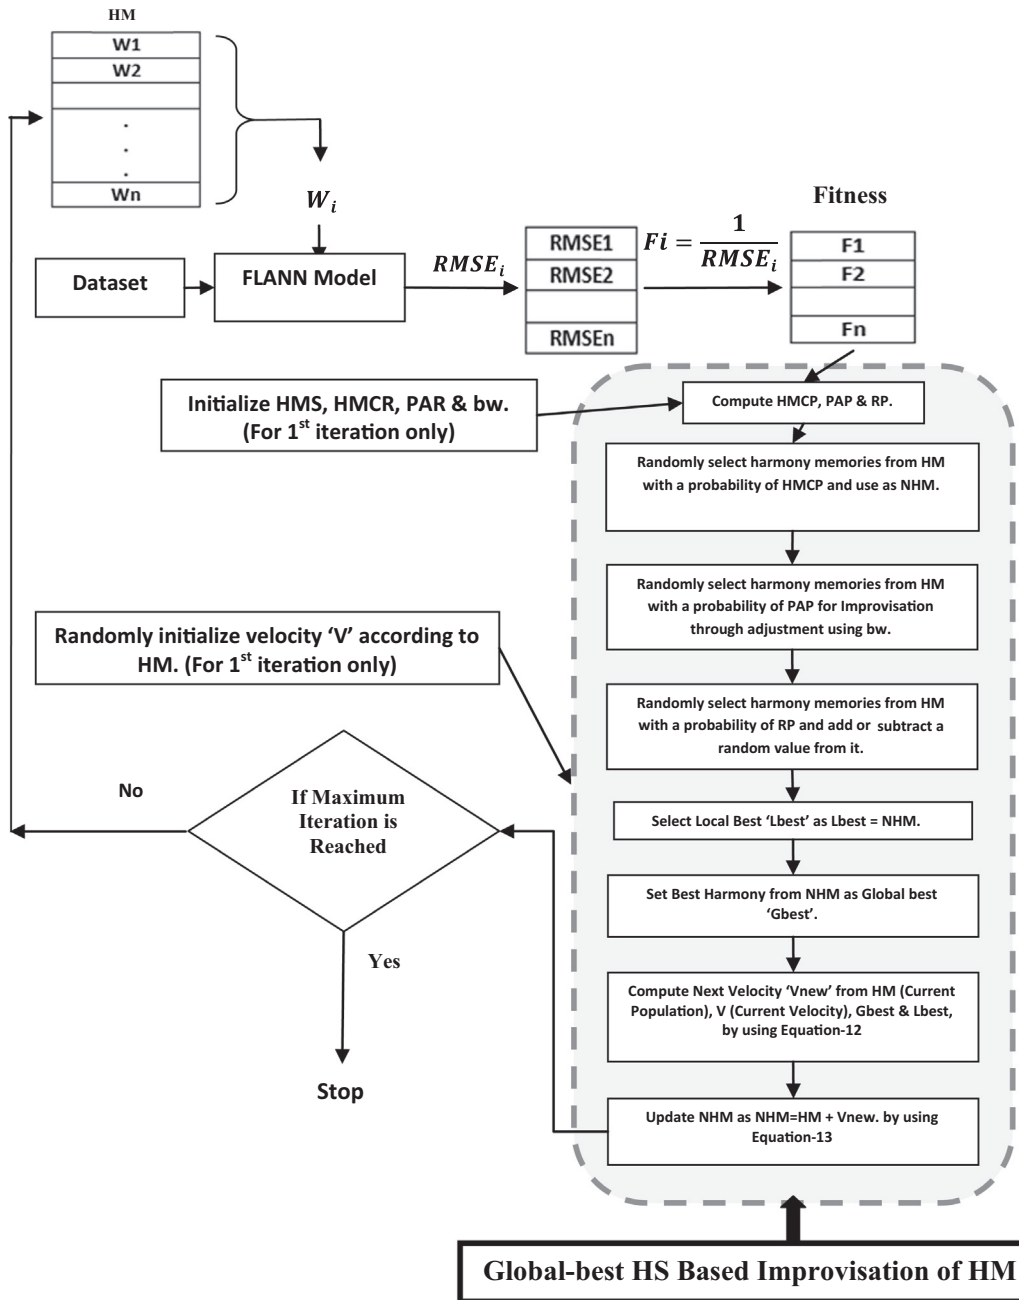 HM
W1
W2
.
.
.
Wn
W_i
Fitness
Dataset
FLANN Model
RMSE_i
RMSE1
RMSE2
RMSEn
Fi = 1 / RMSE_i
F1
F2
Fn
Initialize HMS, HMCR, PAR & bw.
(For 1st iteration only)
Compute HMCP, PAP & RP.
Randomly select harmony memories from HM
with a probability of HMCP and use as NHM.
Randomly select harmony memories from HM
with a probability of PAP for Improvisation
through adjustment using bw.
Randomly initialize velocity ‘V’ according to
HM. (For 1st iteration only)
Randomly select harmony memories from HM
with a probability of RP and add or subtract a
random value from it.
No
If Maximum
Iteration is
Reached
Yes
Stop
Select Local Best ‘Lbest’ as Lbest = NHM.
Set Best Harmony from NHM as Global best
‘Gbest’.
Compute Next Velocity ‘Vnew’ from HM (Current
Population), V (Current Velocity), Gbest & Lbest,
by using Equation-12
Update NHM as NHM=HM + Vnew. by using
Equation-13
Global-best HS Based Improvisation of HM